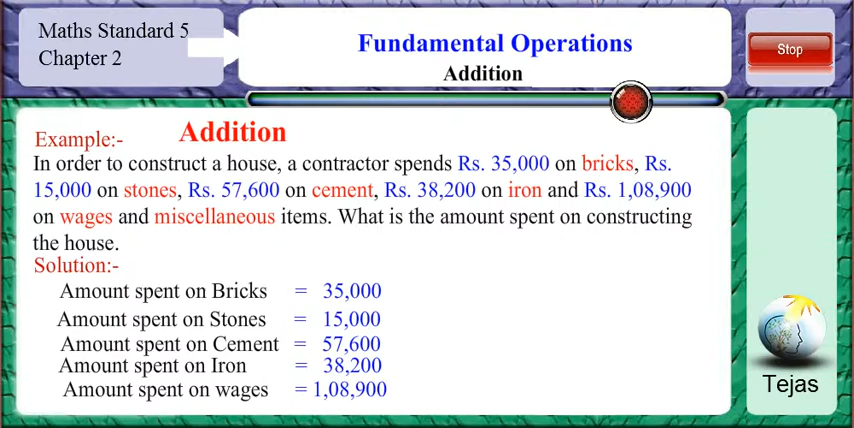 Maths Standard 5
Chapter 2
Fundamental Operations
Addition
Stop
Example:- Addition
In order to construct a house, a contractor spends Rs. 35,000 on bricks, Rs.
15,000 on stones, Rs. 57,600 on cement, Rs. 38,200 on iron and Rs. 1,08,900
on wages and miscellaneous items. What is the amount spent on constructing
the house.
Solution:-
Amount spent on Bricks = 35,000
Amount spent on Stones = 15,000
Amount spent on Cement = 57,600
Amount spent on Iron = 38,200
Amount spent on wages = 1,08,900
Tejas